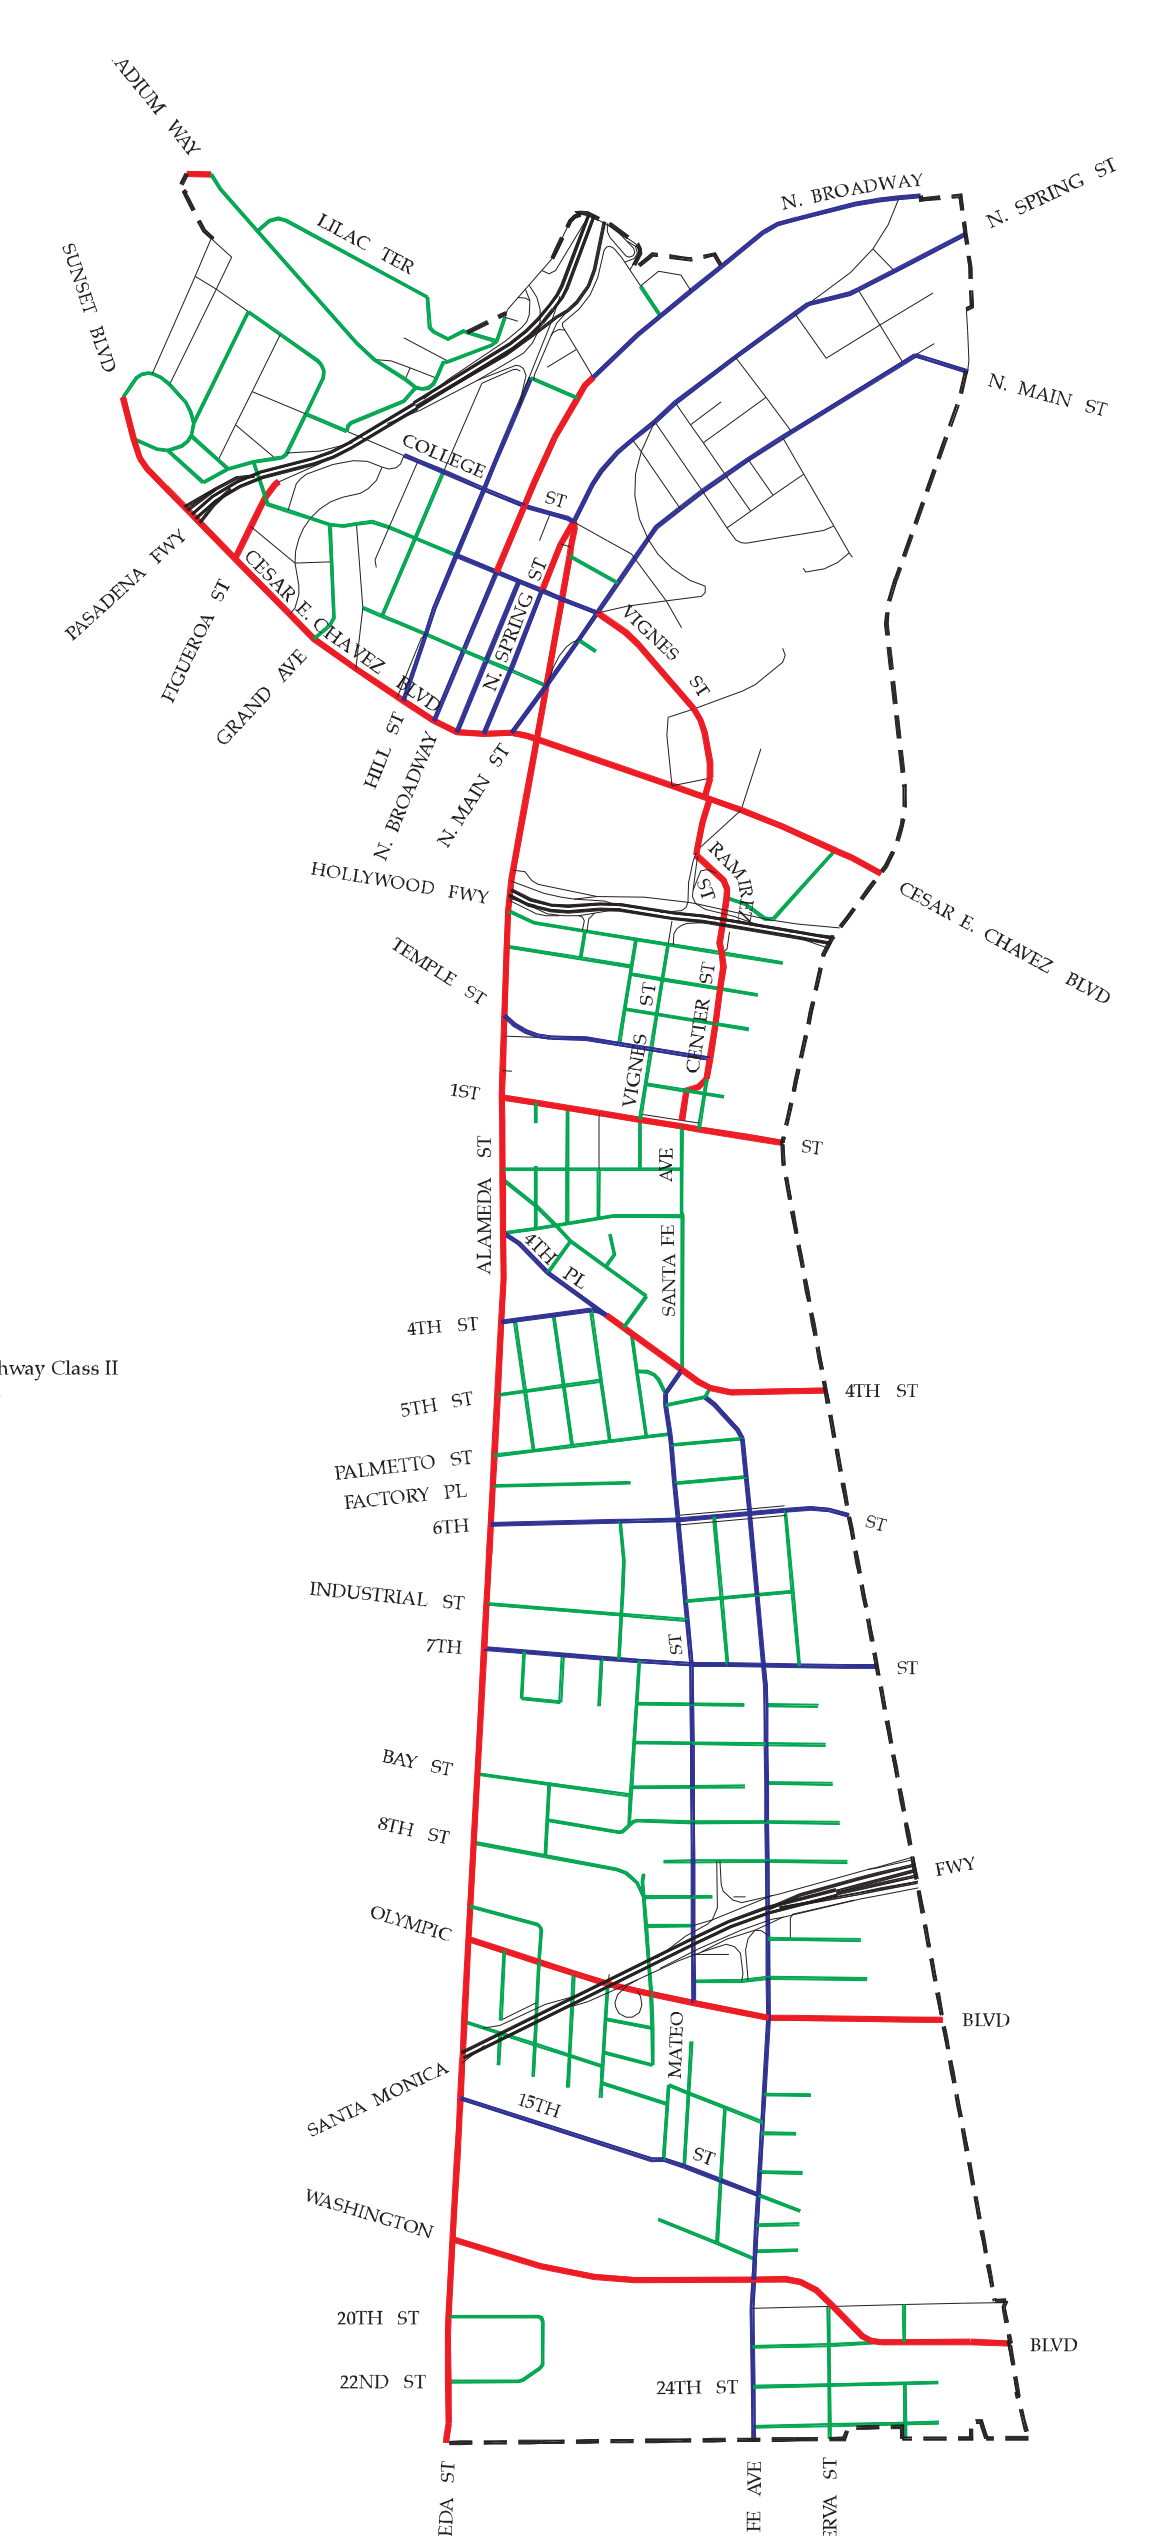 ADIUM WAY
N. BROADWAY
N. SPRING ST
LILAC TER
SUNSET BLVD
N. MAIN ST
COLLEGE ST
PASADENA FWY
FIGUEROA ST
GRAND AVE
CESAR E. CHAVEZ BLVD
N. SPRING ST
VIGNES ST
HILL ST
N. BROADWAY
N. MAIN ST
RAMIREZ ST
HOLLYWOOD FWY
CESAR E. CHAVEZ BLVD
TEMPLE ST
VIGNES ST
CENTER ST
1ST ST
ALAMEDA ST
SANTA FE AVE
4TH PL
4TH ST
hway Class II
4TH ST
5TH ST
PALMETTO ST
FACTORY PL
6TH ST
INDUSTRIAL ST
7TH ST
BAY ST
8TH ST
FWY
OLYMPIC BLVD
MATEO ST
SANTA MONICA
15TH ST
WASHINGTON BLVD
20TH ST
22ND ST
24TH ST
EDA ST
FE AVE
ERVA ST